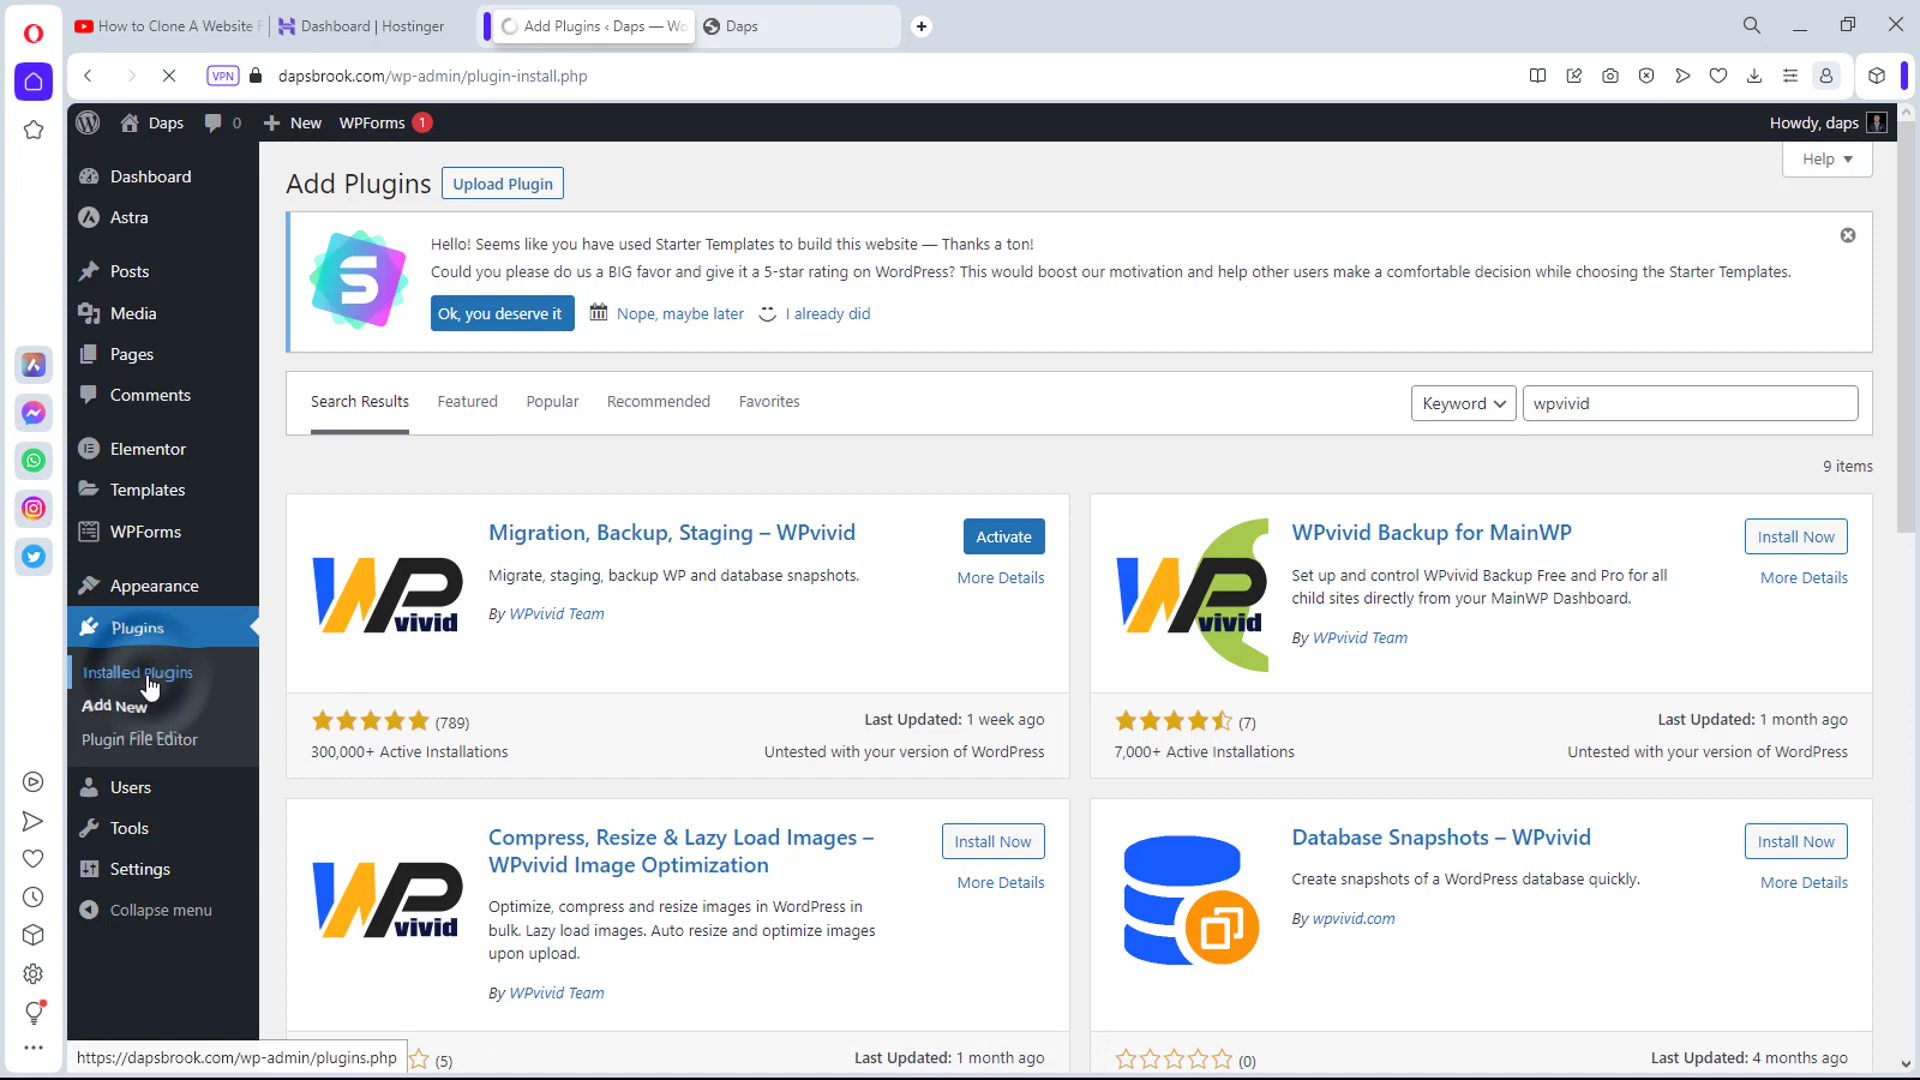 How to Clone A Website F
Dashboard | Hostinger
Add Plugins ‹ Daps — Wo
Daps
VPN
dapsbrook.com/wp-admin/plugin-install.php
Daps
0
New
WPForms
1
Howdy, daps
Help
Dashboard
Astra
Posts
Media
Pages
Comments
Elementor
Templates
WPForms
Appearance
Plugins
Installed Plugins
Add New
Plugin File Editor
Users
Tools
Settings
Collapse menu
https://dapsbrook.com/wp-admin/plugins.php
Add Plugins
Upload Plugin
S
Hello! Seems like you have used Starter Templates to build this website — Thanks a ton!
Could you please do us a BIG favor and give it a 5-star rating on WordPress? This would boost our motivation and help other users make a comfortable decision while choosing the Starter Templates.
Ok, you deserve it
Nope, maybe later
I already did
Search Results
Featured
Popular
Recommended
Favorites
Keyword
wpvivid
9 items
WP vivid
Migration, Backup, Staging – WPvivid
Activate
Migrate, staging, backup WP and database snapshots.
More Details
By WPvivid Team
(789)
Last Updated: 1 week ago
300,000+ Active Installations
Untested with your version of WordPress
WP vivid
WPvivid Backup for MainWP
Install Now
Set up and control WPvivid Backup Free and Pro for all
child sites directly from your MainWP Dashboard.
More Details
By WPvivid Team
(7)
Last Updated: 1 month ago
7,000+ Active Installations
Untested with your version of WordPress
WP vivid
Compress, Resize & Lazy Load Images –
WPvivid Image Optimization
Install Now
More Details
Optimize, compress and resize images in WordPress in
bulk. Lazy load images. Auto resize and optimize images
upon upload.
By WPvivid Team
(5)
Last Updated: 1 month ago
Database Snapshots – WPvivid
Install Now
Create snapshots of a WordPress database quickly.
More Details
By wpvivid.com
(0)
Last Updated: 4 months ago